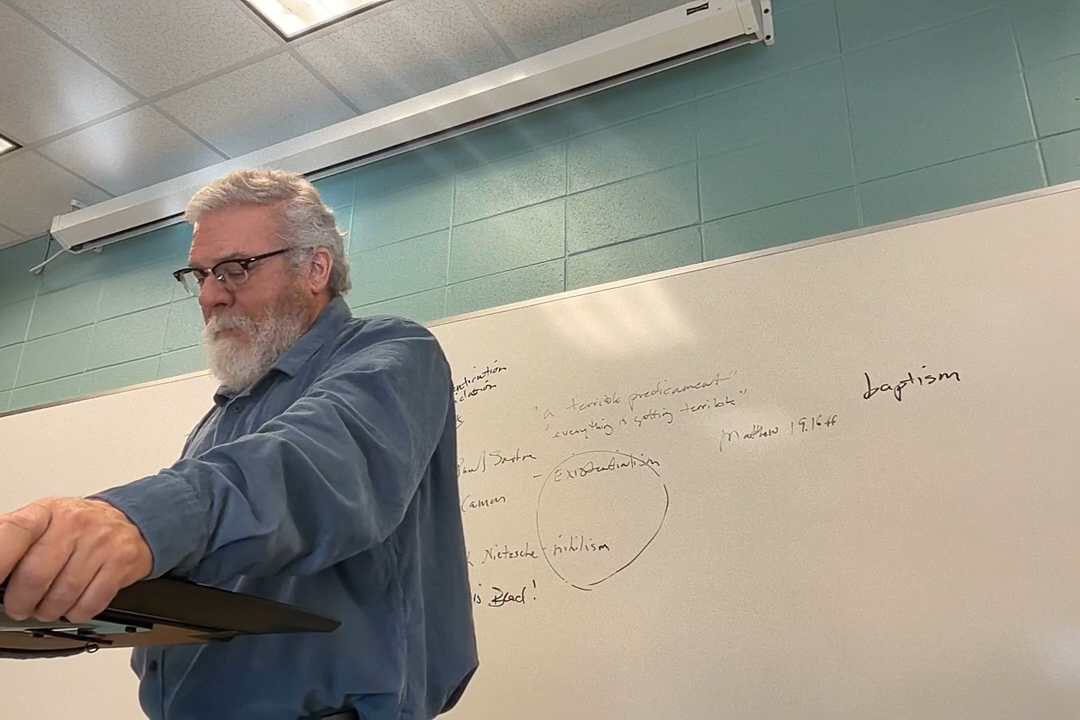 "a terrible predicament"
"everything is getting terrible"
Matthew 19.16ff
baptism
Paul Sartre - Existentialism
Camus
Nietzsche - nihilism
is Dead!